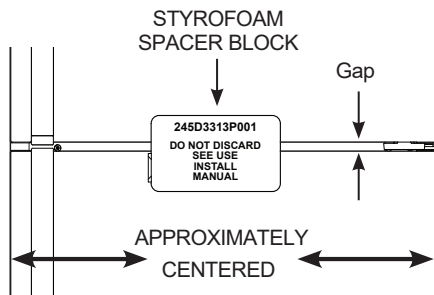 STYROFOAM
SPACER BLOCK
Gap
245D3313P001
DO NOT DISCARD
SEE USE
INSTALL
MANUAL
APPROXIMATELY
CENTERED